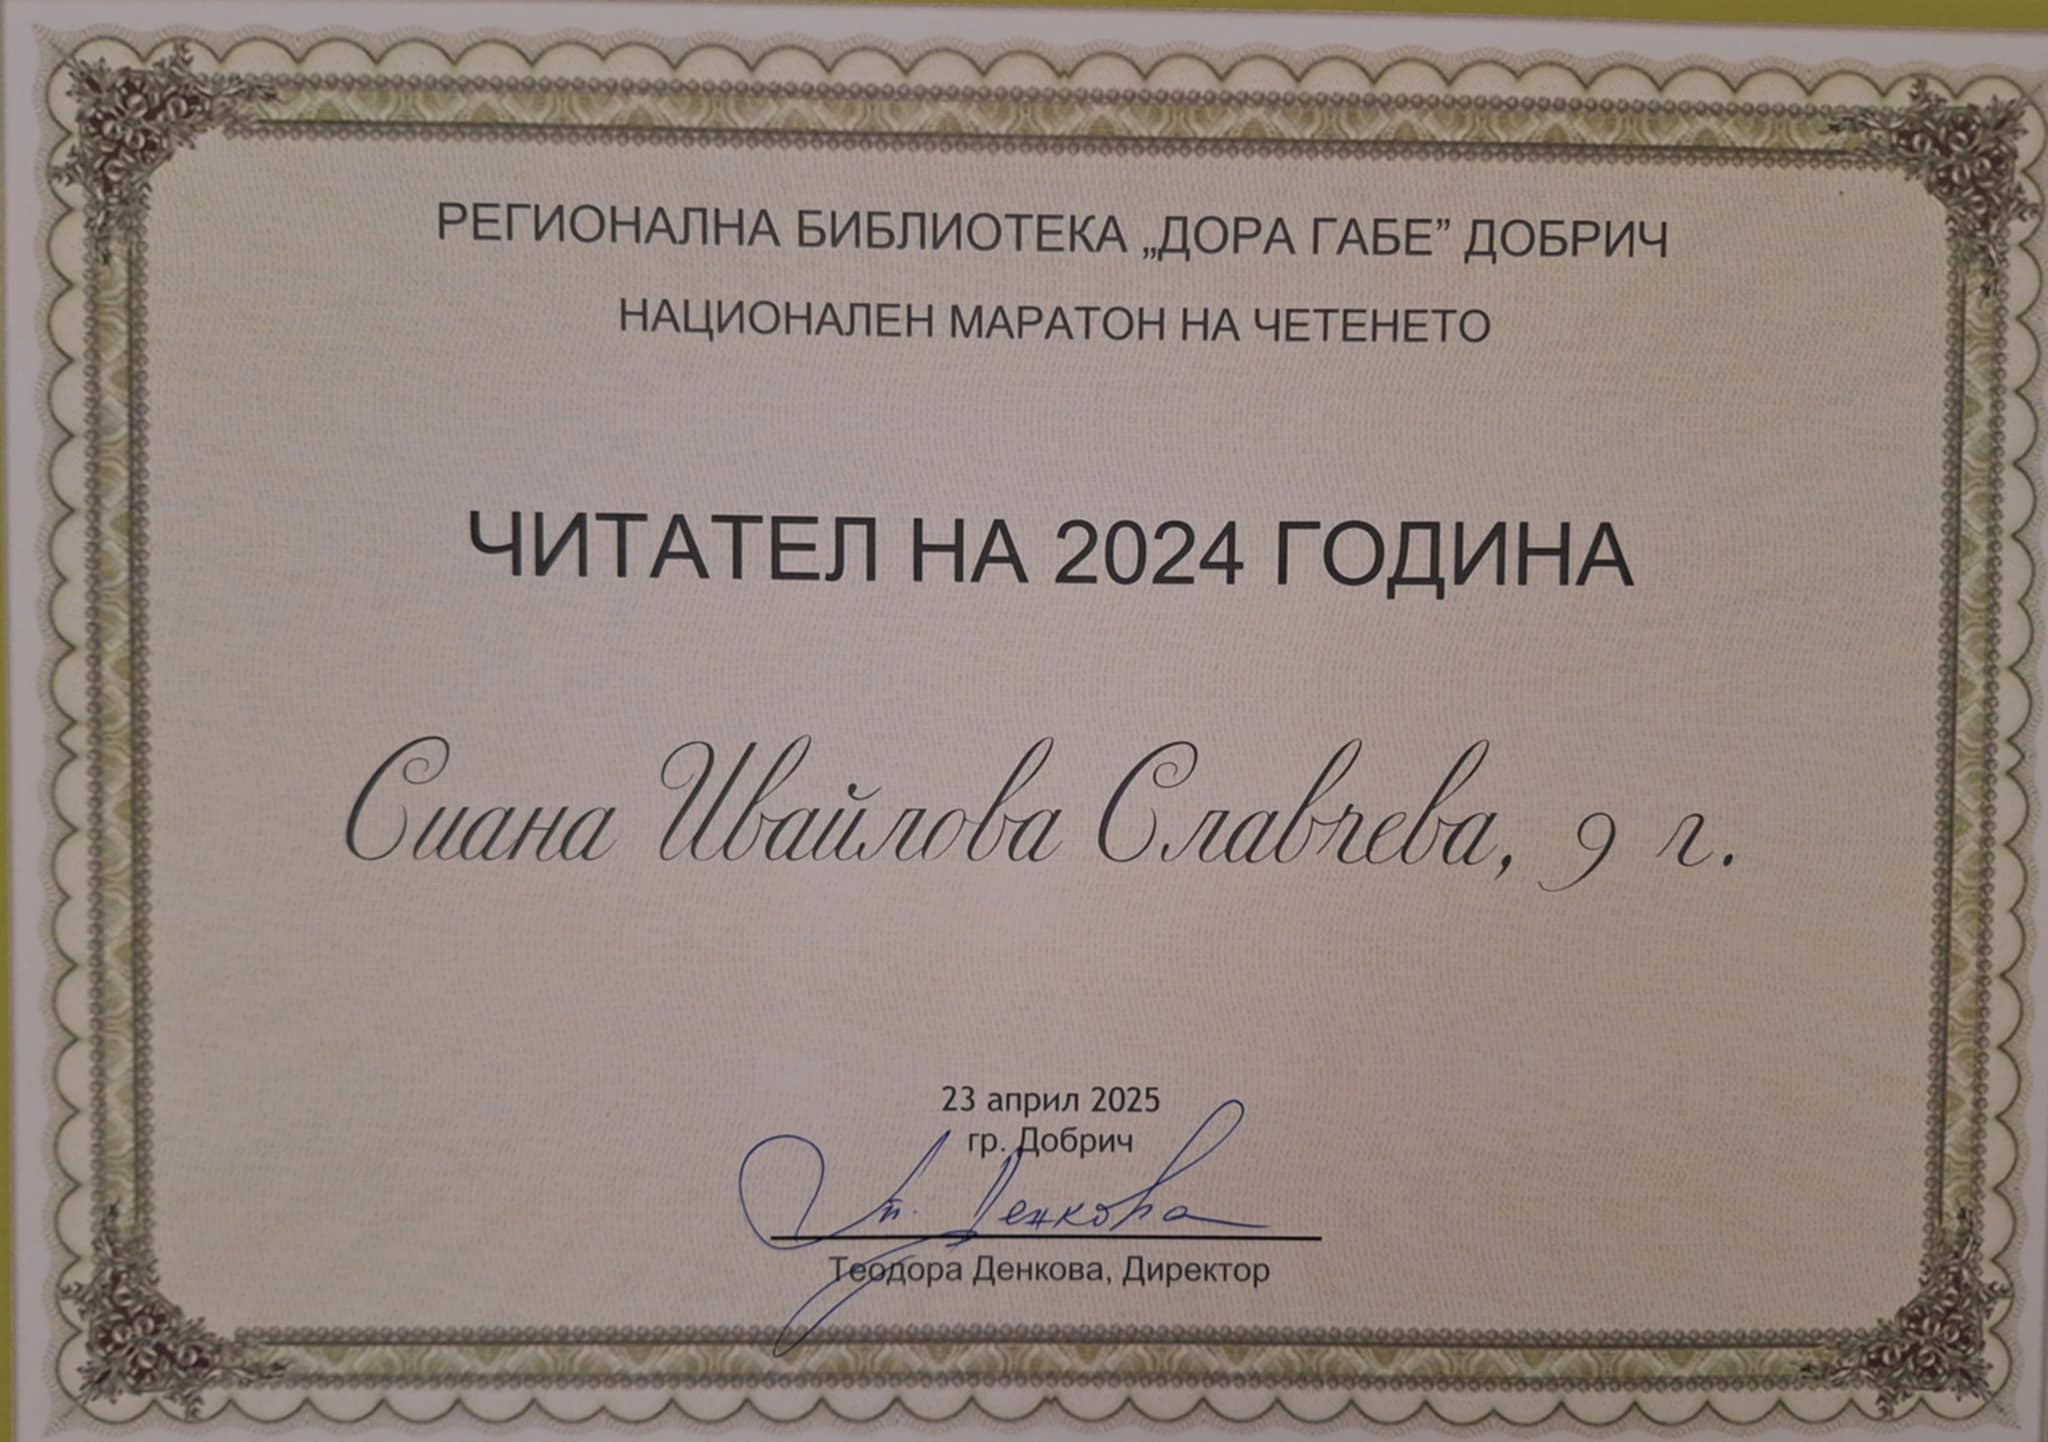 РЕГИОНАЛНА БИБЛИОТЕКА „ДОРА ГАБЕ” ДОБРИЧ
НАЦИОНАЛЕН МАРАТОН НА ЧЕТЕНЕТО
ЧИТАТЕЛ НА 2024 ГОДИНА
Сиана Ивайлова Славчева, 9 г.
23 април 2025
гр. Добрич
Т. Денкова
Теодора Денкова, Директор